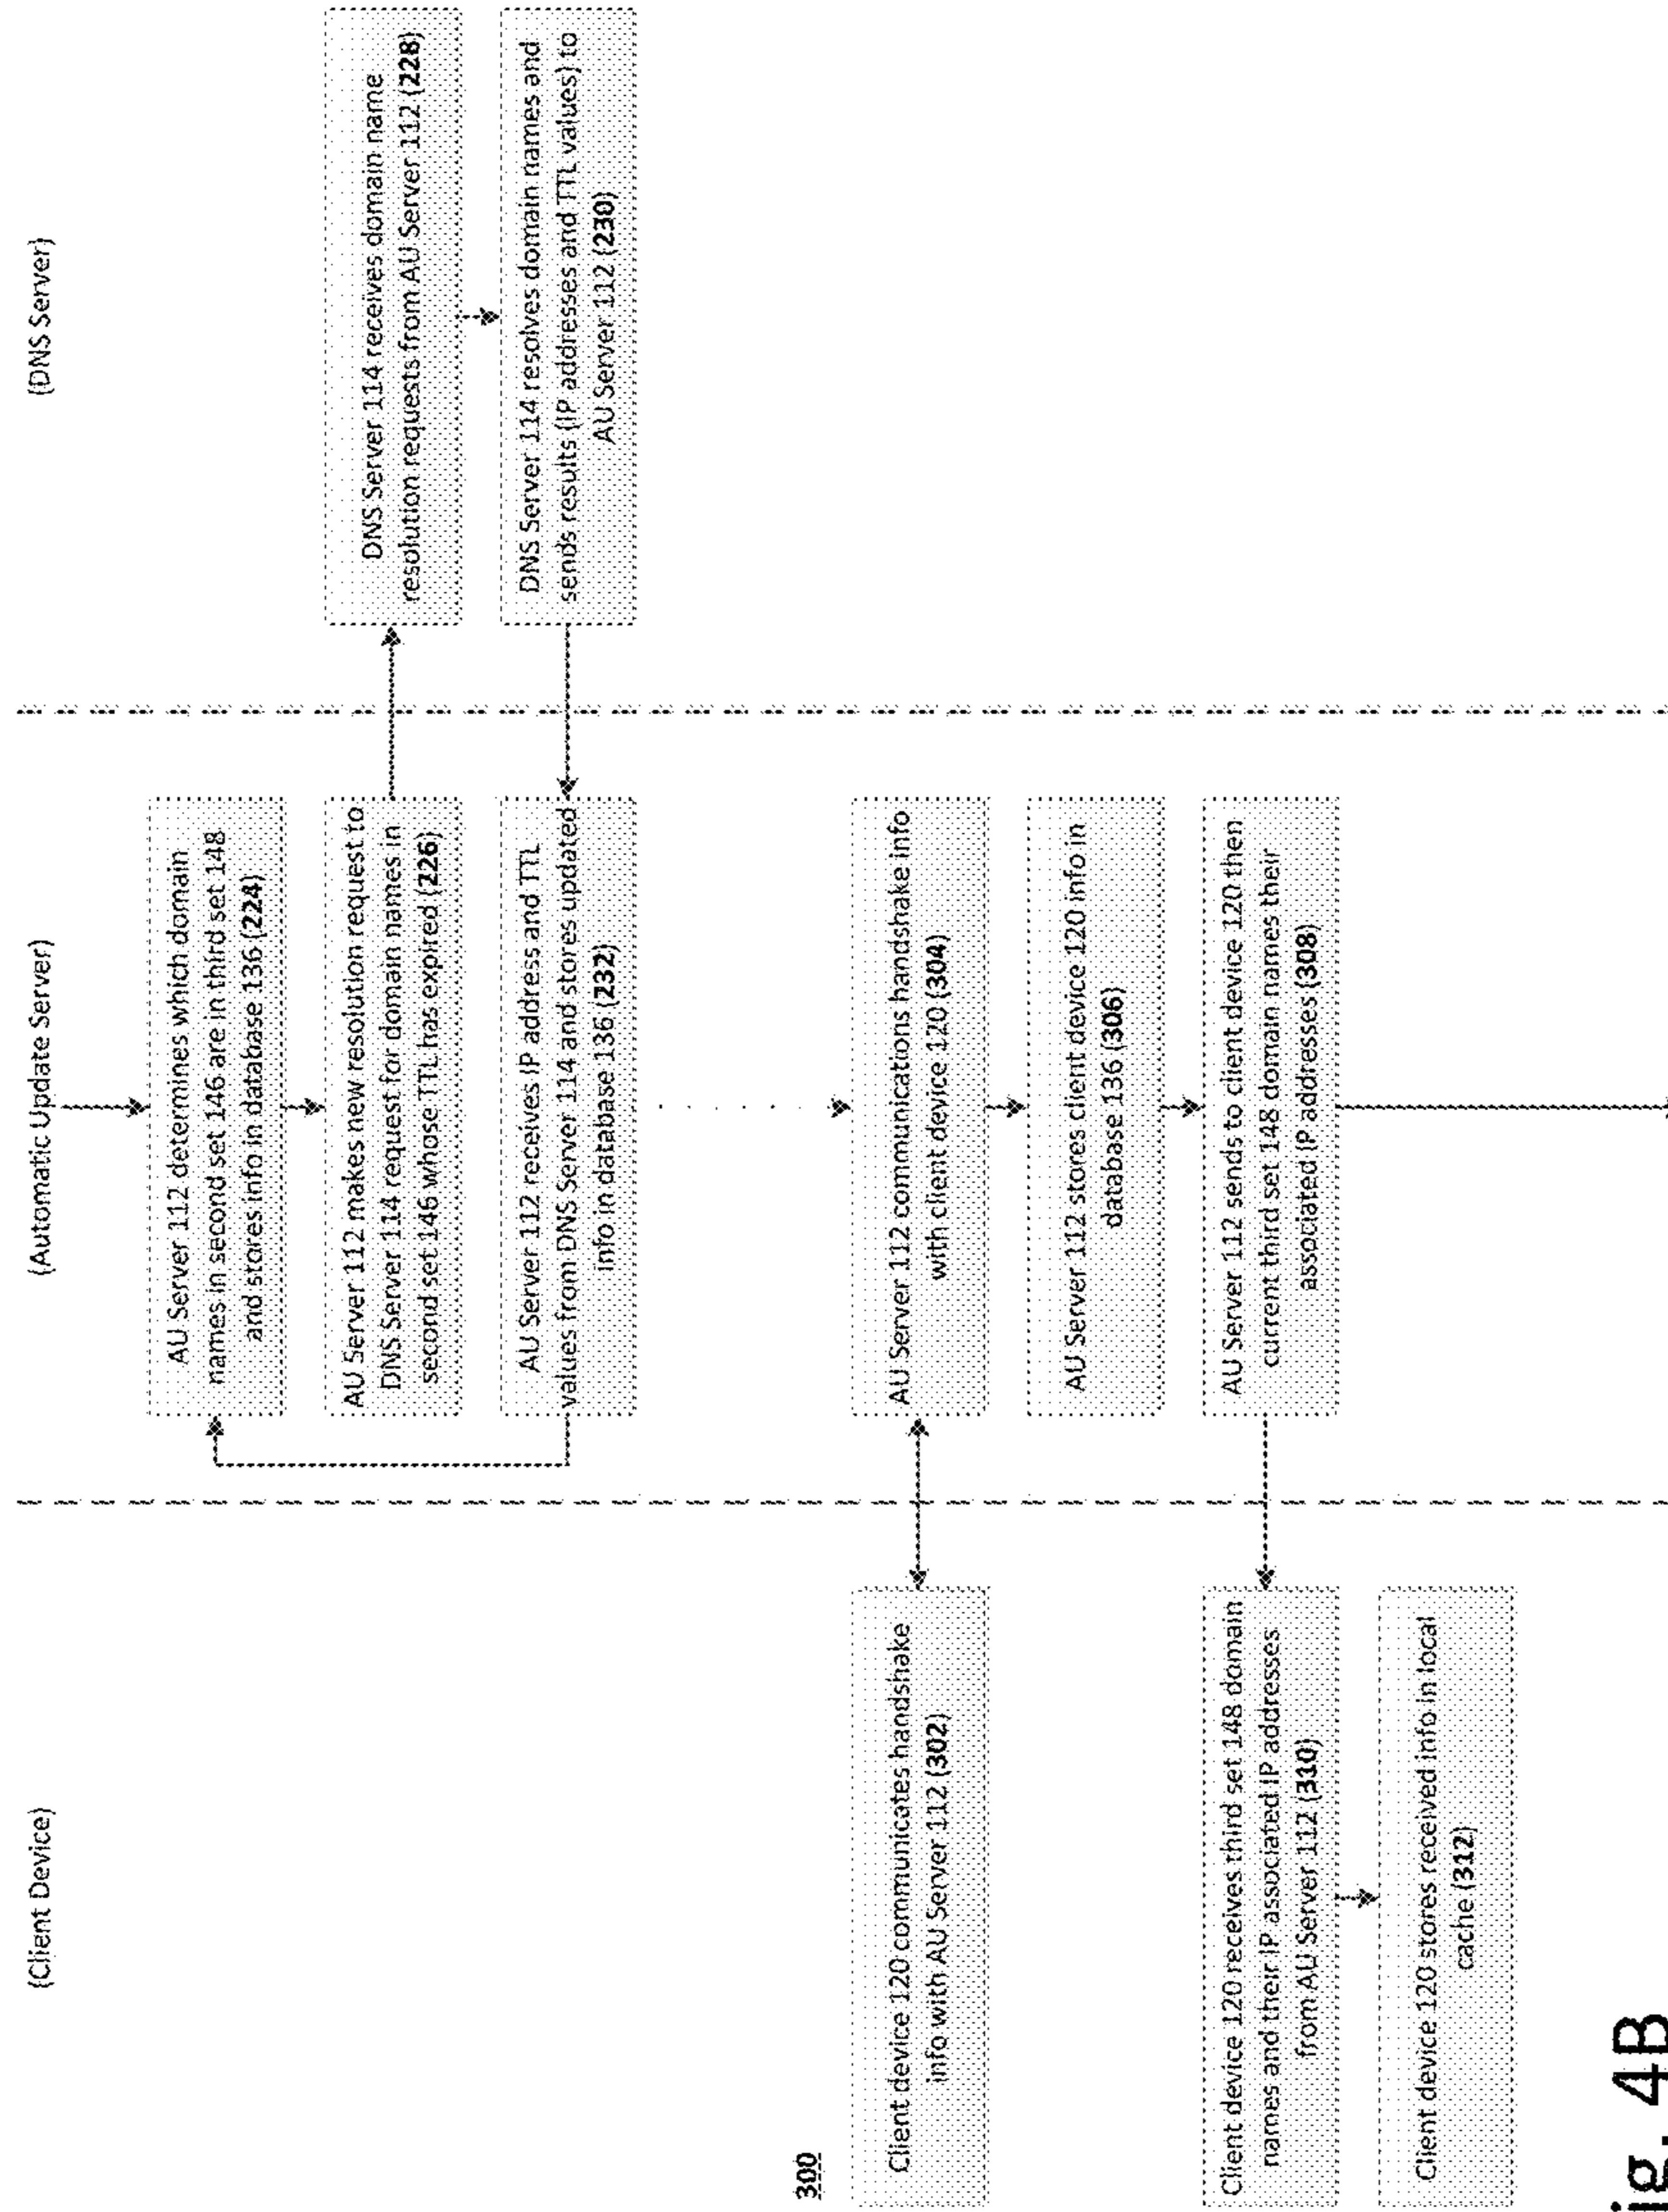 (Client Device)
(Automatic Update Server)
(DNS Server)
AU Server 112 determines which domain
names in second set 146 are in third set 148
and stores info in database 136 (224)
AU Server 112 makes new resolution request to
DNS Server 114 request for domain names in
second set 146 whose TTL has expired (226)
DNS Server 114 receives domain name
resolution requests from AU Server 112 (228)
AU Server 112 receives IP address and TTL
values from DNS Server 114 and stores updated
info in database 136 (232)
DNS Server 114 resolves domain names and
sends results (IP addresses and TTL values) to
AU Server 112 (230)
300
Client device 120 communicates handshake
info with AU Server 112 (302)
AU Server 112 communications handshake info
with client device 120 (304)
AU Server 112 stores client device 120 info in
database 136 (306)
Client device 120 receives third set 148 domain
names and their IP associated IP addresses
from AU Server 112 (310)
AU Server 112 sends to client device 120 then
current third set 148 domain names their
associated IP addresses (308)
Client device 120 stores received info in local
cache (312)
ig. 4B